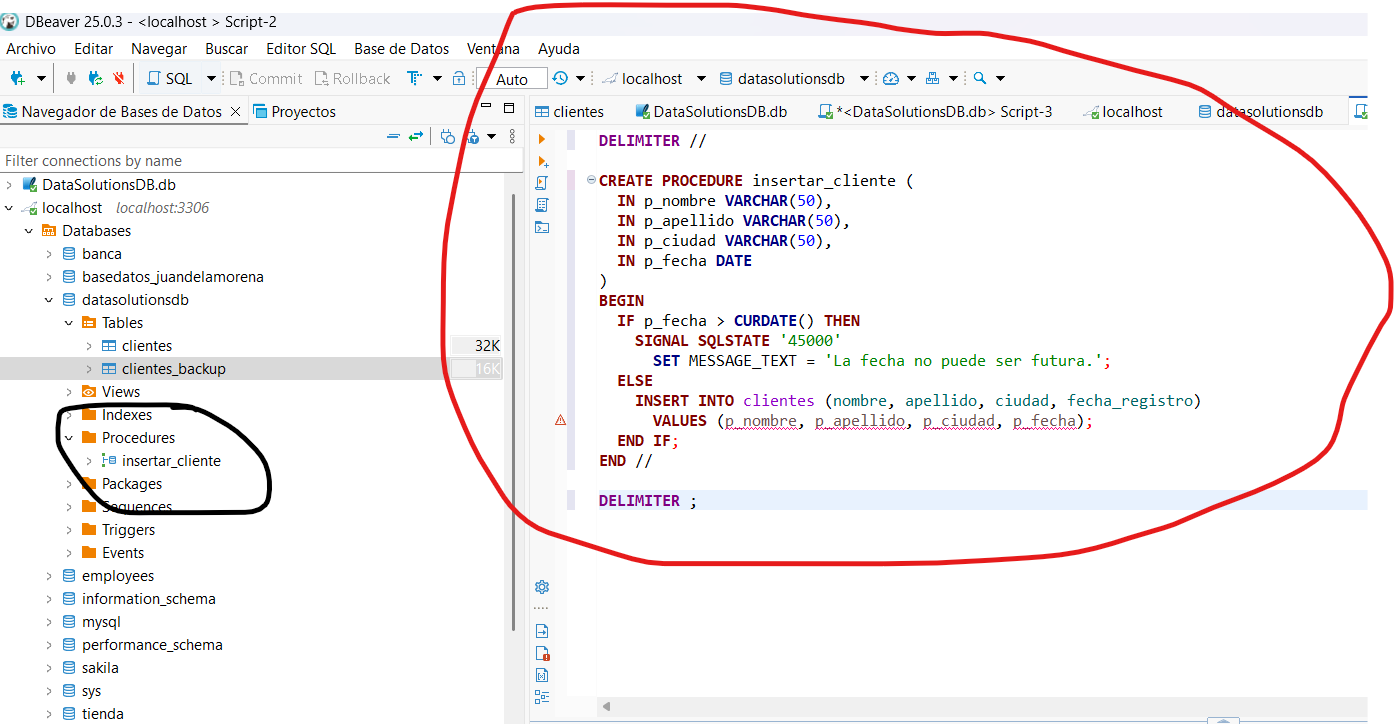 DBeaver 25.0.3 - <localhost > Script-2
Archivo Editar Navegar Buscar Editor SQL Base de Datos Ventana Ayuda
SQL Commit Rollback Auto localhost datasolutionsdb
Navegador de Bases de Datos Proyectos
Filter connections by name
DataSolutionsDB.db
localhost localhost:3306
Databases
banca
basedatos_juandelamorena
datasolutionsdb
Tables
clientes 32K
clientes_backup 16K
Views
Indexes
Procedures
insertar_cliente
Packages
Sequences
Triggers
Events
employees
information_schema
mysql
performance_schema
sakila
sys
tienda
clientes DataSolutionsDB.db *<DataSolutionsDB.db> Script-3 localhost datasolutionsdb
DELIMITER //
CREATE PROCEDURE insertar_cliente (
IN p_nombre VARCHAR(50),
IN p_apellido VARCHAR(50),
IN p_ciudad VARCHAR(50),
IN p_fecha DATE
)
BEGIN
IF p_fecha > CURDATE() THEN
SIGNAL SQLSTATE '45000'
SET MESSAGE_TEXT = 'La fecha no puede ser futura.';
ELSE
INSERT INTO clientes (nombre, apellido, ciudad, fecha_registro)
VALUES (p_nombre, p_apellido, p_ciudad, p_fecha);
END IF;
END //
DELIMITER ;